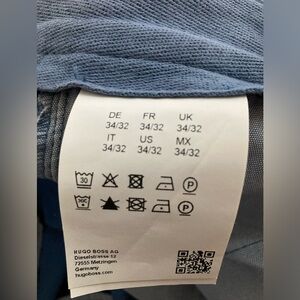 DE FR UK
34/32 34/32 34/32
IT US MX
34/32 34/32 34/32
30
P
P
HUGO BOSS AG
Dieselstrasse 12
72555 Metzingen
Germany
hugoboss.com